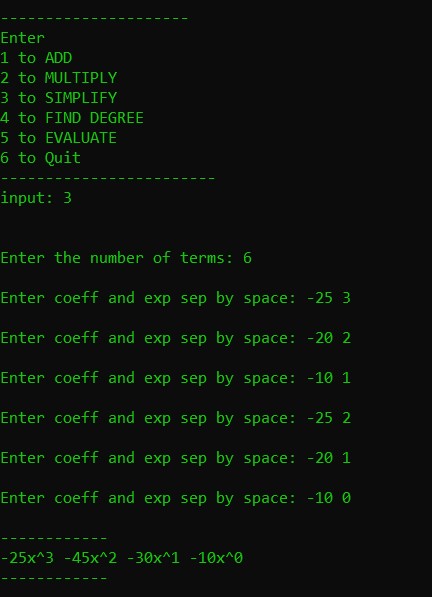 ---------------------
Enter
1 to ADD
2 to MULTIPLY
3 to SIMPLIFY
4 to FIND DEGREE
5 to EVALUATE
6 to Quit
------------------------
input: 3
Enter the number of terms: 6
Enter coeff and exp sep by space: -25 3
Enter coeff and exp sep by space: -20 2
Enter coeff and exp sep by space: -10 1
Enter coeff and exp sep by space: -25 2
Enter coeff and exp sep by space: -20 1
Enter coeff and exp sep by space: -10 0
------------
-25x^3 -45x^2 -30x^1 -10x^0
------------